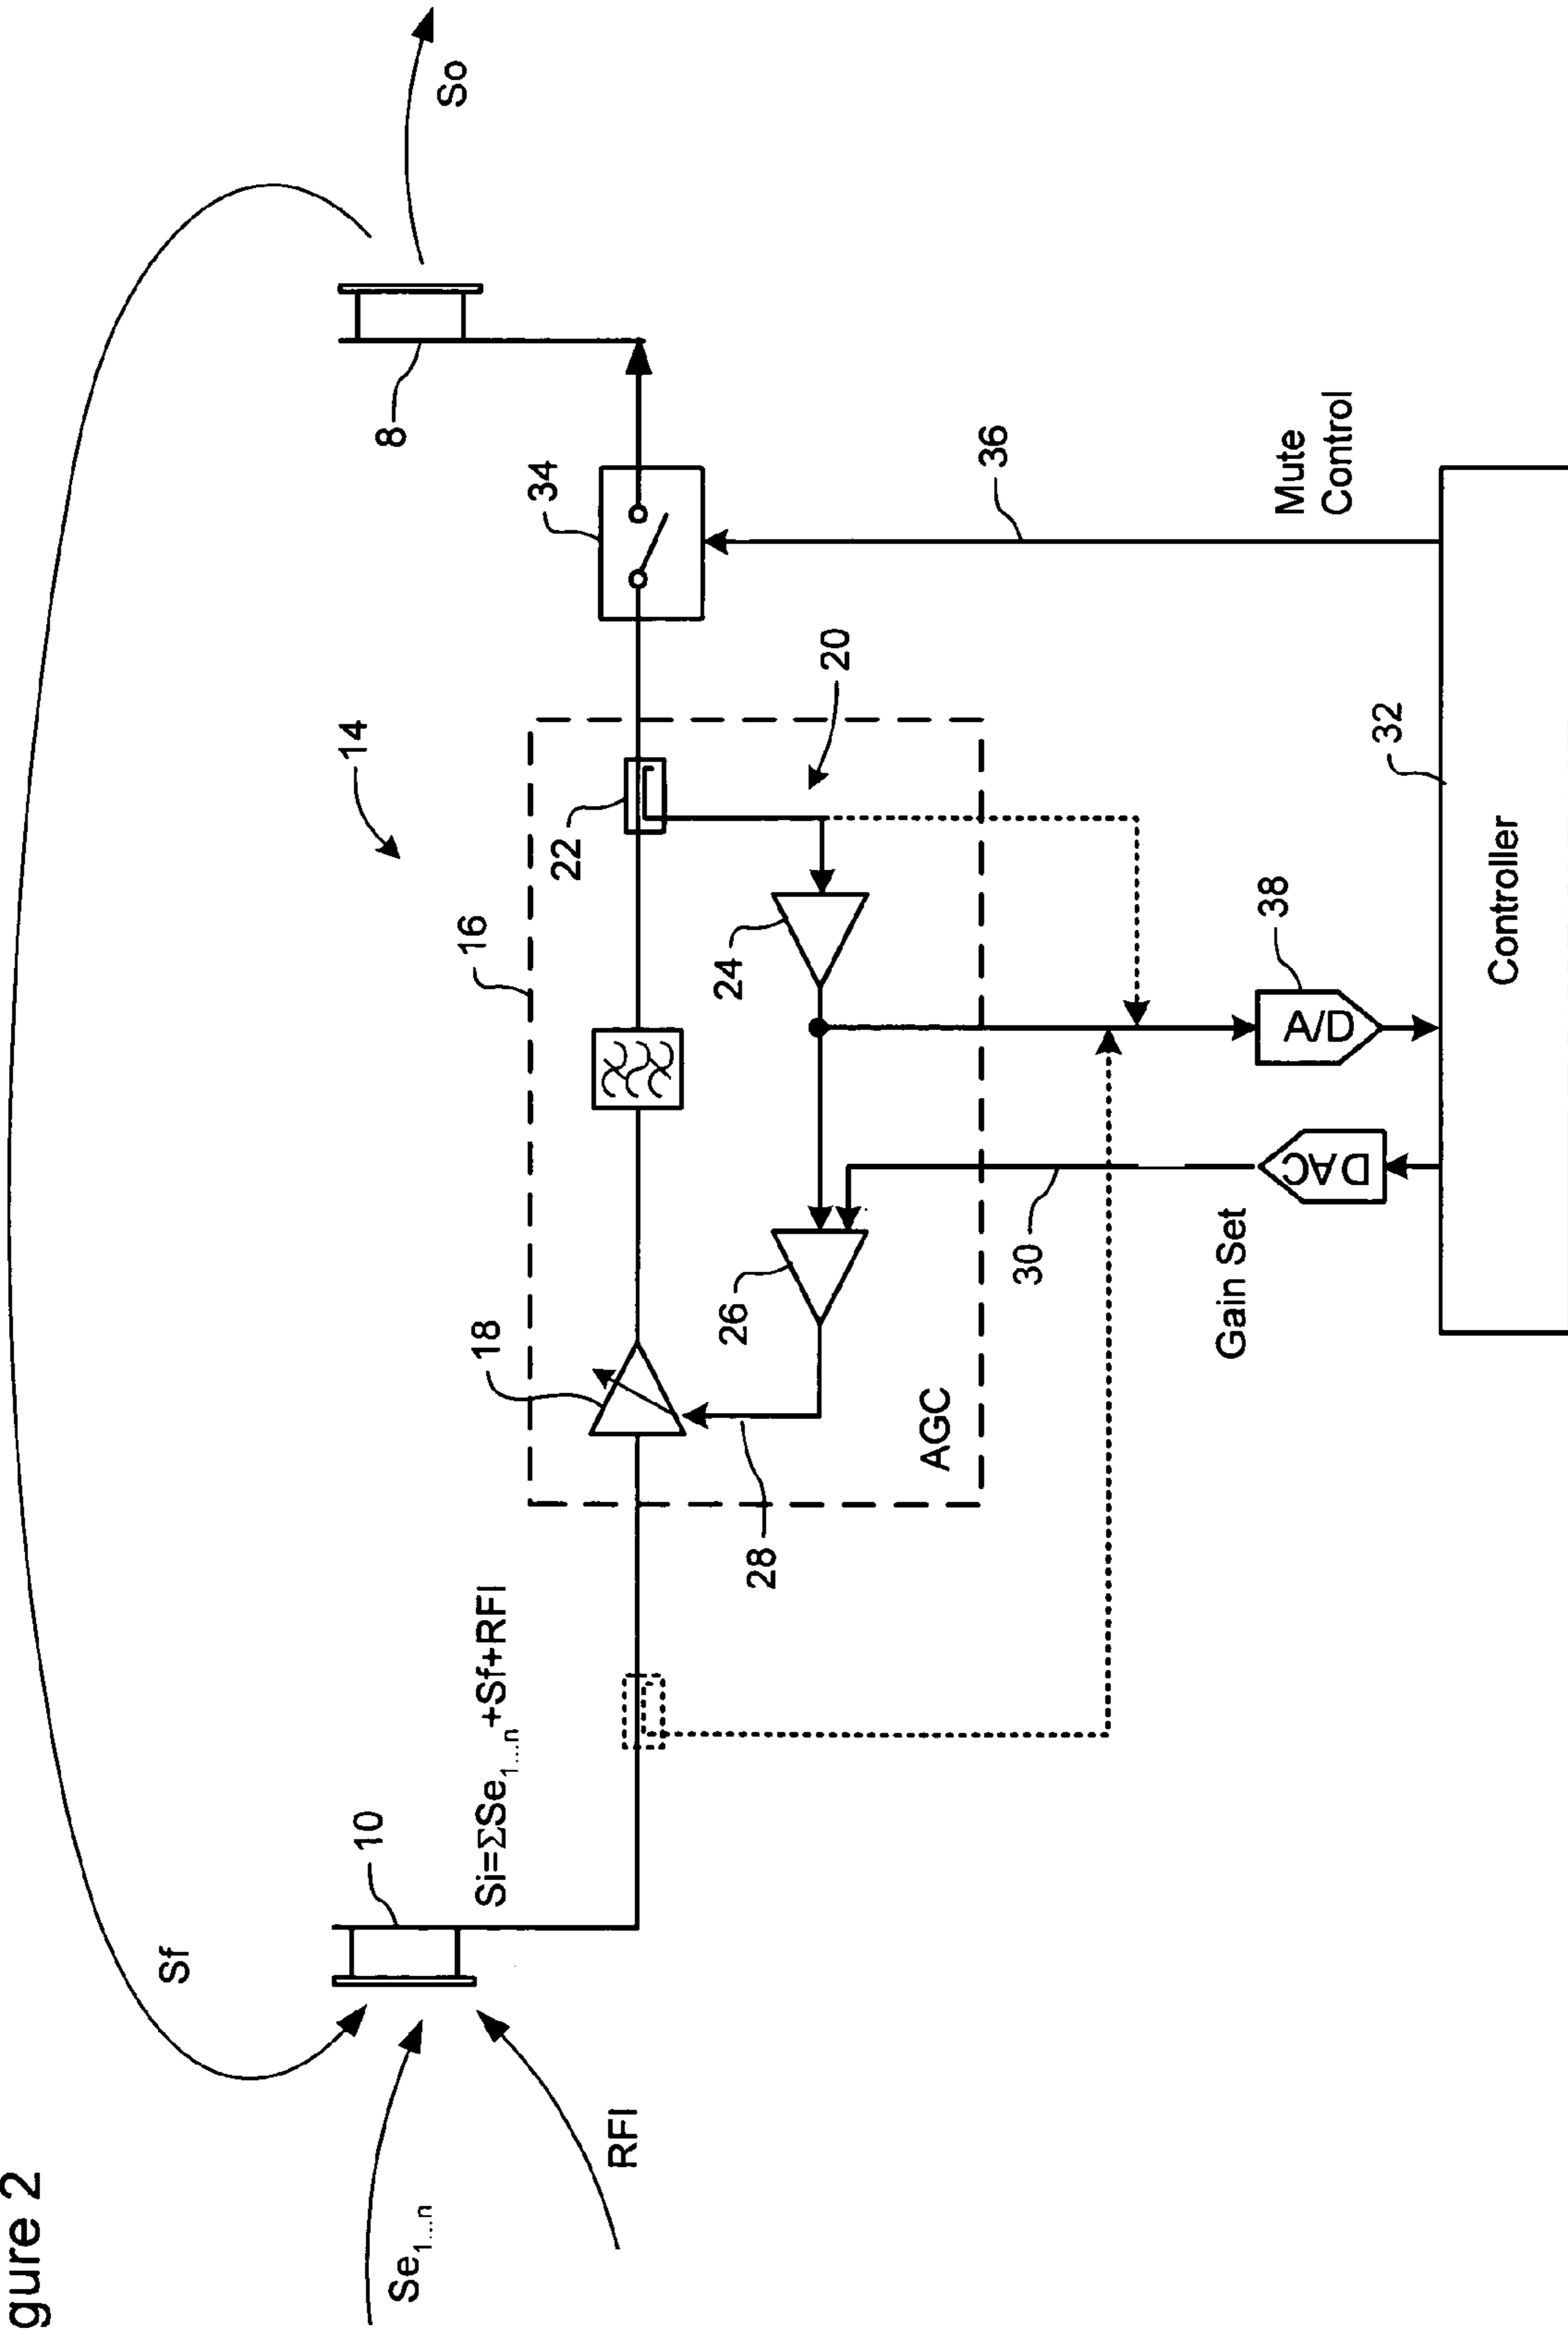 gure 2
Sf
So
Se1...n
RFI
10
8
Si=ΣSe1...n+Sf+RFI
14
16
34
18
22
20
28
26
24
AGC
30
36
Gain Set
Mute
Control
DAC
A/D
38
32
Controller